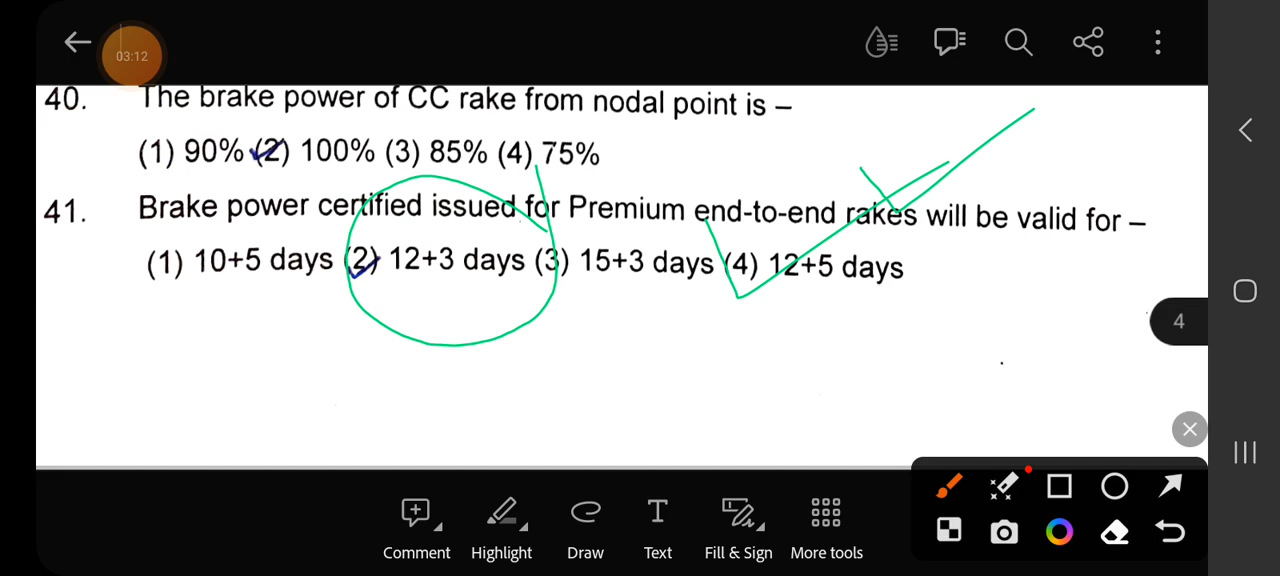 03:12
40. The brake power of CC rake from nodal point is –
(1) 90% (2) 100% (3) 85% (4) 75%
41. Brake power certified issued for Premium end-to-end rakes will be valid for –
(1) 10+5 days (2) 12+3 days (3) 15+3 days (4) 12+5 days
4
Comment Highlight Draw Text Fill & Sign More tools